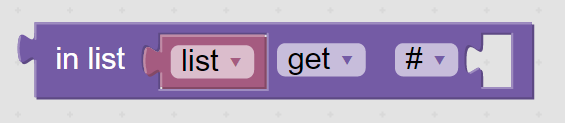 in list list ▾ get ▾ # ▾